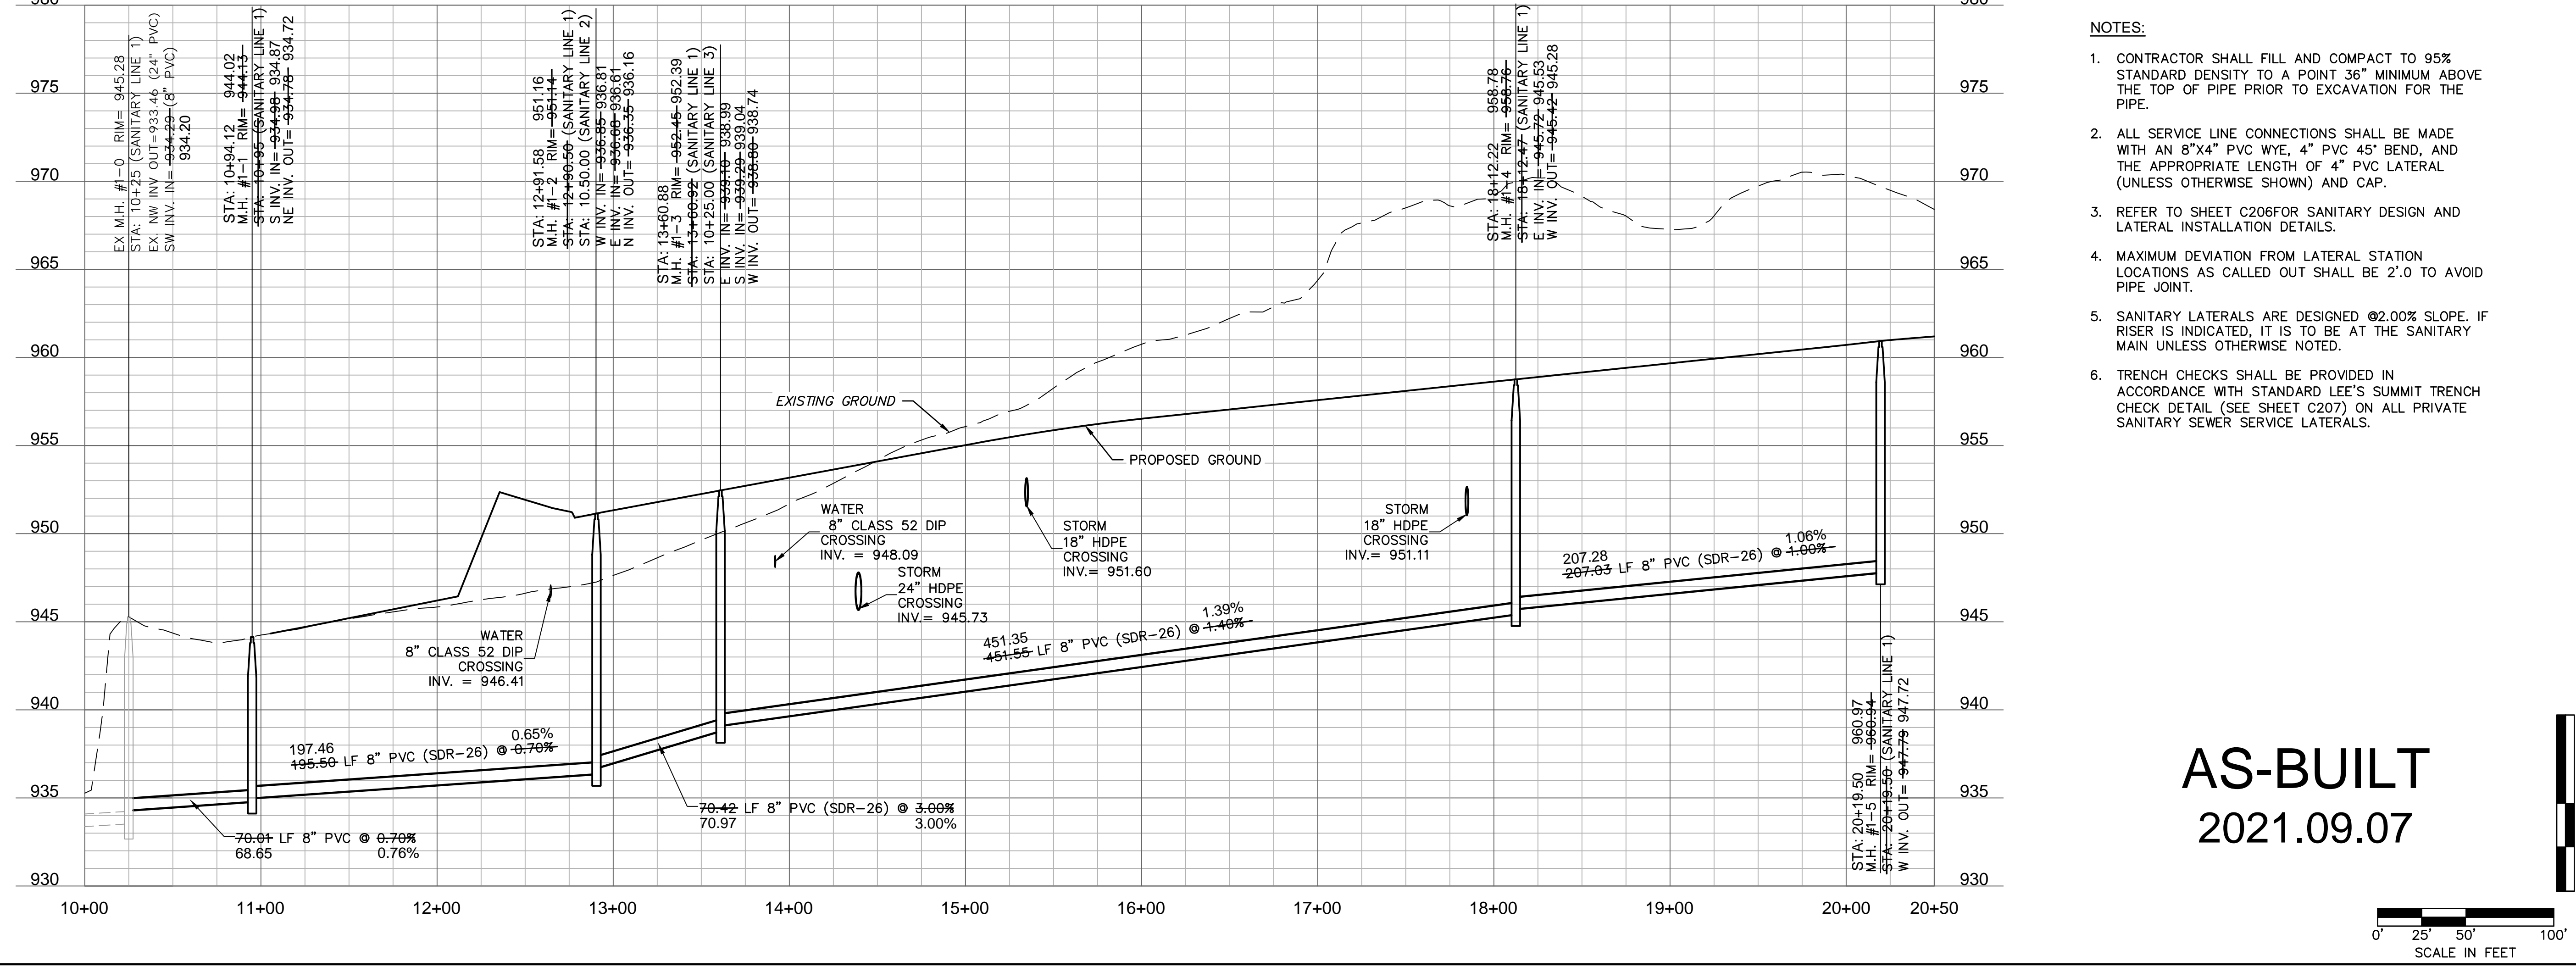 980
975
970
965
960
955
950
945
940
935
930
EX M.H. #1-0 RIM= 945.28
STA: 10+25 (SANITARY LINE 1)
EX. NW INV OUT=933.46 (24" PVC)
SW INV. IN= 934.29 (8" PVC)
934.20
STA: 10+94.12 944.02
M.H. #1-1 RIM= 944.13
STA: 10+95 (SANITARY LINE 1)
S INV. IN= 934.98 934.87
NE INV. OUT= 934.78 934.72
STA: 12+91.58 951.16
M.H. #1-2 RIM= 951.14
STA: 12+90.50 (SANITARY LINE 1)
STA: 10.50.00 (SANITARY LINE 2)
W INV. IN= 936.85 936.81
E INV. IN= 936.68 936.61
N INV. OUT= 936.35 936.16
STA: 13+60.88
M.H. #1-3 RIM= 952.45 952.39
STA: 13+60.92 (SANITARY LINE 1)
STA: 10+25.00 (SANITARY LINE 3)
E INV. IN= 939.10 938.99
S INV. IN= 939.29 939.04
W INV. OUT= 938.80 938.74
STA: 18+12.22 958.78
M.H. #1-4 RIM= 958.76
STA: 18+12.47 (SANITARY LINE 1)
E INV. IN= 945.72 945.53
W INV. OUT= 945.42 945.28
980
975
970
965
960
955
950
945
940
935
930
EXISTING GROUND
PROPOSED GROUND
WATER
8" CLASS 52 DIP
CROSSING
INV. = 948.09
STORM
24" HDPE
CROSSING
INV.= 945.73
STORM
18" HDPE
CROSSING
INV.= 951.60
STORM
18" HDPE
CROSSING
INV.= 951.11
WATER
8" CLASS 52 DIP
CROSSING
INV. = 946.41
1.06%
207.28
207.03 LF 8" PVC (SDR-26) @ 1.00%
1.39%
451.35
451.55 LF 8" PVC (SDR-26) @ 1.40%
0.65%
197.46
195.50 LF 8" PVC (SDR-26) @ 0.70%
70.42 LF 8" PVC (SDR-26) @ 3.00%
70.97 3.00%
70.01 LF 8" PVC @ 0.70%
68.65 0.76%
STA: 20+19.50 960.97
M.H. #1-5 RIM= 960.94
STA: 20+19.50 (SANITARY LINE 1)
W INV. OUT= 947.79 947.72
10+00 11+00 12+00 13+00 14+00 15+00 16+00 17+00 18+00 19+00 20+00 20+50
NOTES:
1. CONTRACTOR SHALL FILL AND COMPACT TO 95%
STANDARD DENSITY TO A POINT 36" MINIMUM ABOVE
THE TOP OF PIPE PRIOR TO EXCAVATION FOR THE
PIPE.
2. ALL SERVICE LINE CONNECTIONS SHALL BE MADE
WITH AN 8"X4" PVC WYE, 4" PVC 45° BEND, AND
THE APPROPRIATE LENGTH OF 4" PVC LATERAL
(UNLESS OTHERWISE SHOWN) AND CAP.
3. REFER TO SHEET C206FOR SANITARY DESIGN AND
LATERAL INSTALLATION DETAILS.
4. MAXIMUM DEVIATION FROM LATERAL STATION
LOCATIONS AS CALLED OUT SHALL BE 2'.0 TO AVOID
PIPE JOINT.
5. SANITARY LATERALS ARE DESIGNED @2.00% SLOPE. IF
RISER IS INDICATED, IT IS TO BE AT THE SANITARY
MAIN UNLESS OTHERWISE NOTED.
6. TRENCH CHECKS SHALL BE PROVIDED IN
ACCORDANCE WITH STANDARD LEE'S SUMMIT TRENCH
CHECK DETAIL (SEE SHEET C207) ON ALL PRIVATE
SANITARY SEWER SERVICE LATERALS.
AS-BUILT
2021.09.07
0' 25' 50' 100'
SCALE IN FEET